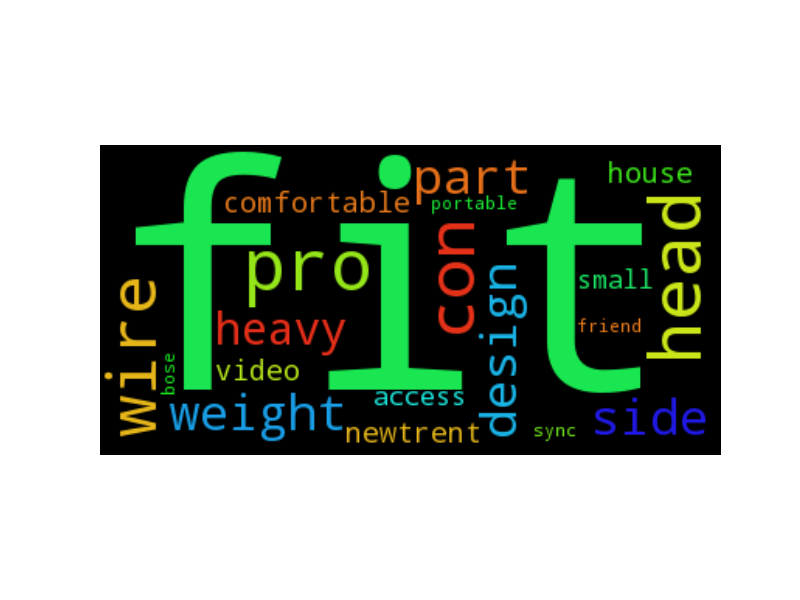 fit
part
house
comfortable
portable
head
pro
con
small
design
wire
heavy
friend
bose
video
access
weight
side
newtrent
sync